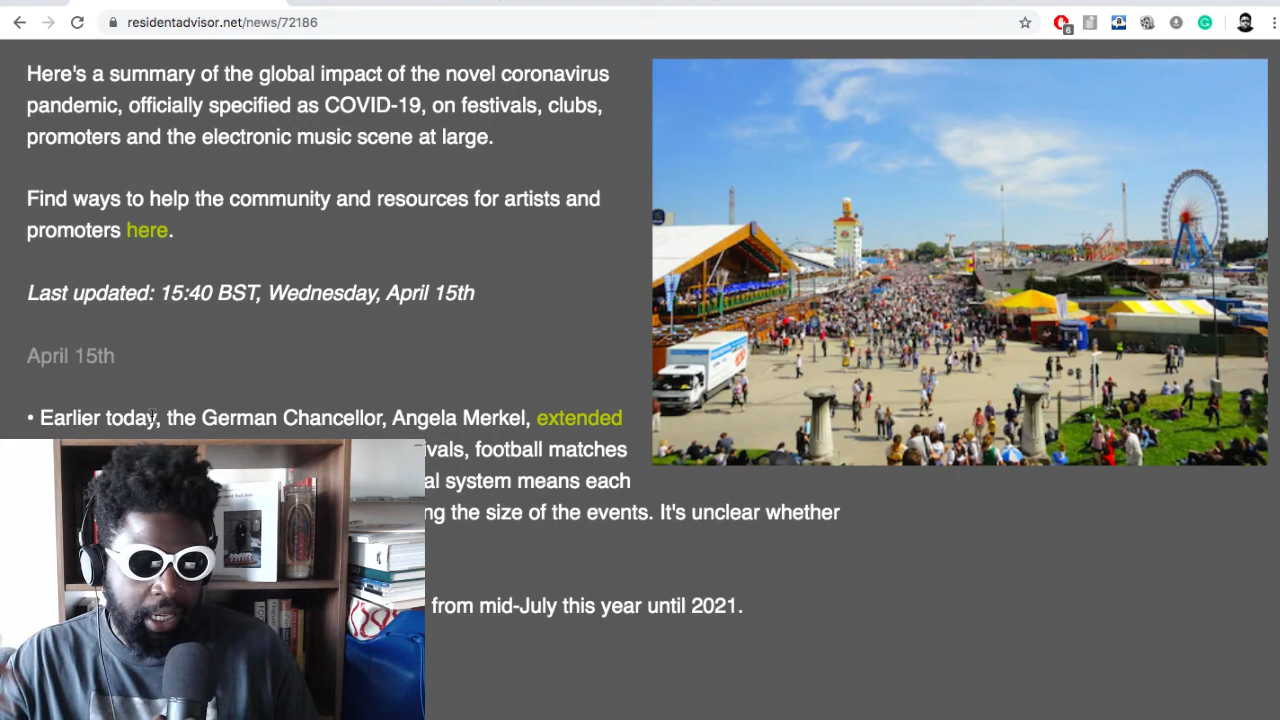 residentadvisor.net/news/72186
6
Here's a summary of the global impact of the novel coronavirus
pandemic, officially specified as COVID-19, on festivals, clubs,
promoters and the electronic music scene at large.
Find ways to help the community and resources for artists and
promoters here.
Last updated: 15:40 BST, Wednesday, April 15th
April 15th
• Earlier today, the German Chancellor, Angela Merkel, extended
ivals, football matches
al system means each
ng the size of the events. It's unclear whether
from mid-July this year until 2021.